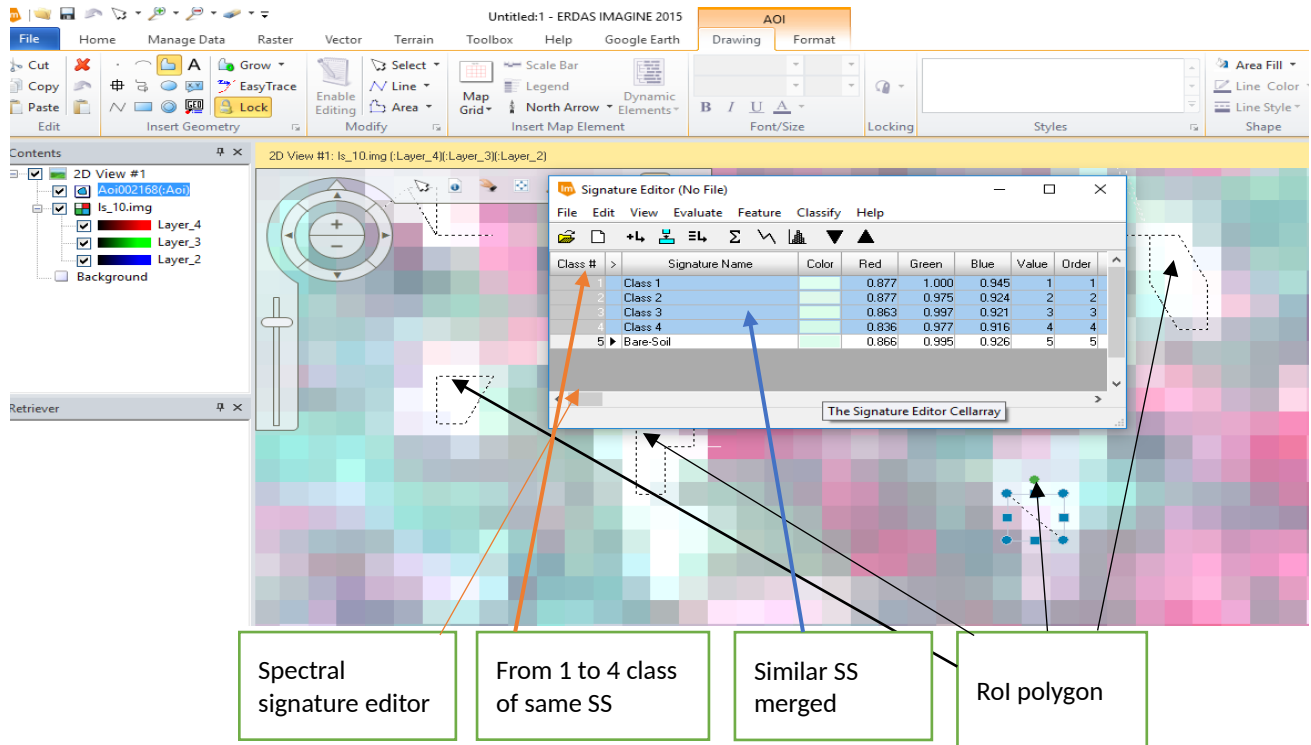 Untitled:1 - ERDAS IMAGINE 2015
AOI
File Home Manage Data Raster Vector Terrain Toolbox Help Google Earth Drawing Format
Cut
Copy
Paste
Edit
A
Grow
EasyTrace
Lock
Insert Geometry
Enable Editing
Select
Line
Area
Modify
Map Grid
Scale Bar
Legend
North Arrow
Dynamic Elements
Insert Map Element
B I U A
Font/Size
Locking
Styles
Area Fill
Line Color
Line Style
Shape
Contents
2D View #1
Aoi002168(:Aoi)
ls_10.img
Layer_4
Layer_3
Layer_2
Background
Retriever
2D View #1: ls_10.img (:Layer_4)(:Layer_3)(:Layer_2)
Signature Editor (No File)
File Edit View Evaluate Feature Classify Help
Class # > Signature Name Color Red Green Blue Value Order
1 Class 1 0.877 1.000 0.945 1 1
2 Class 2 0.877 0.975 0.924 2 2
3 Class 3 0.863 0.997 0.921 3 3
4 Class 4 0.836 0.977 0.916 4 4
5 Bare-Soil 0.866 0.995 0.926 5 5
The Signature Editor Cellarray
Spectral
signature editor
From 1 to 4 class
of same SS
Similar SS
merged
RoI polygon